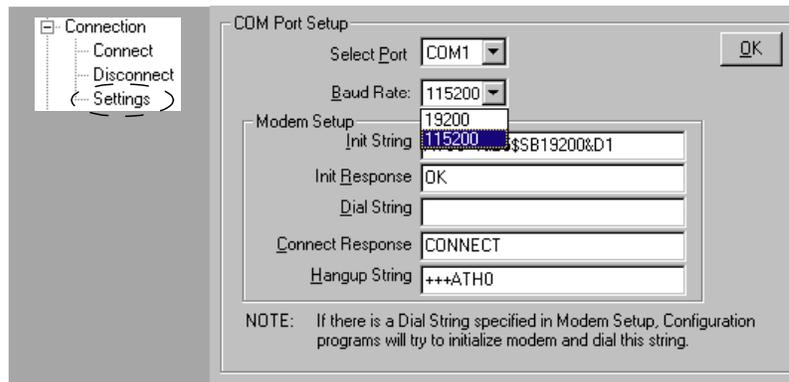 Connection
Connect
Disconnect
Settings
COM Port Setup
Select Port COM1
OK
Baud Rate: 115200
19200
115200
Modem Setup
Init String $SB19200&D1
Init Response OK
Dial String
Connect Response CONNECT
Hangup String +++ATH0
NOTE: If there is a Dial String specified in Modem Setup, Configuration
programs will try to initialize modem and dial this string.